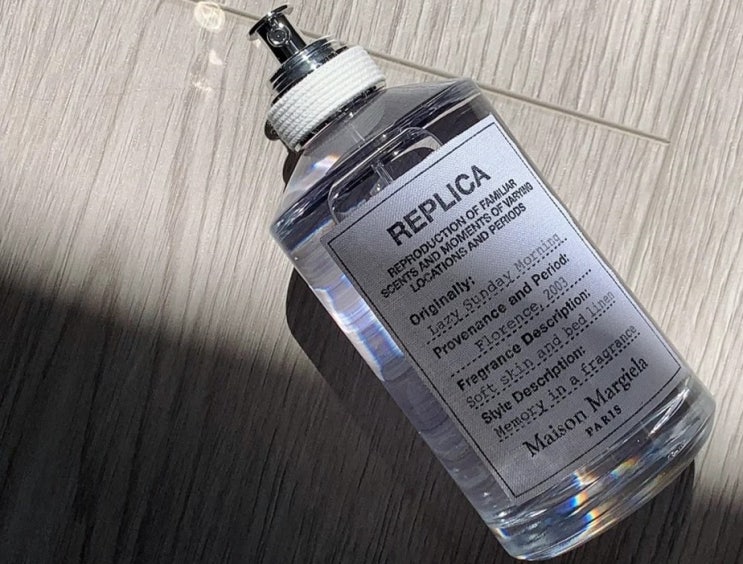 REPLICA
REPRODUCTION OF FAMILIAR
SCENTS AND MOMENTS OF VARYING
LOCATIONS AND PERIODS
Originally:
Lazy Sunday Morning
Provenance and Period:
Florence, 2003
Fragrance Description:
Soft skin and bed linen
Style Description:
Memory in a fragrance
Maison Margiela
PARIS